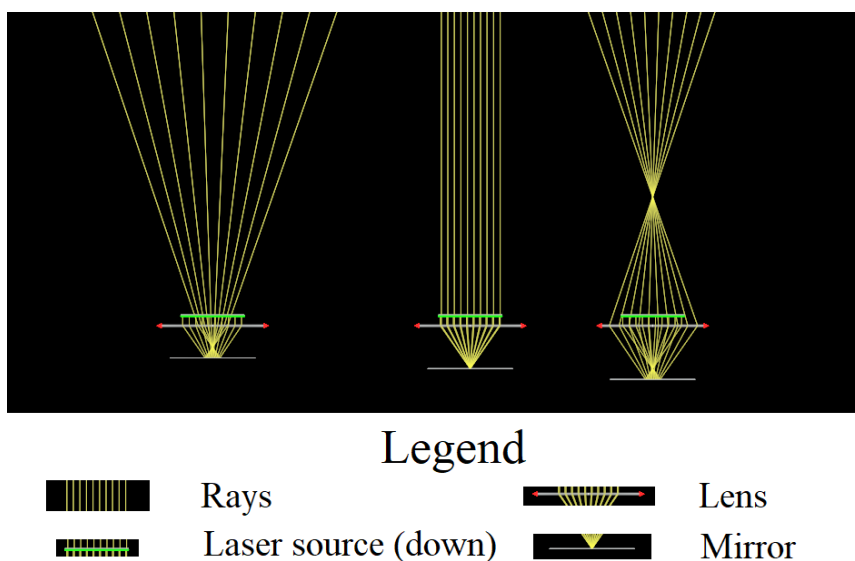 Legend
Rays
Lens
Laser source (down)
Mirror